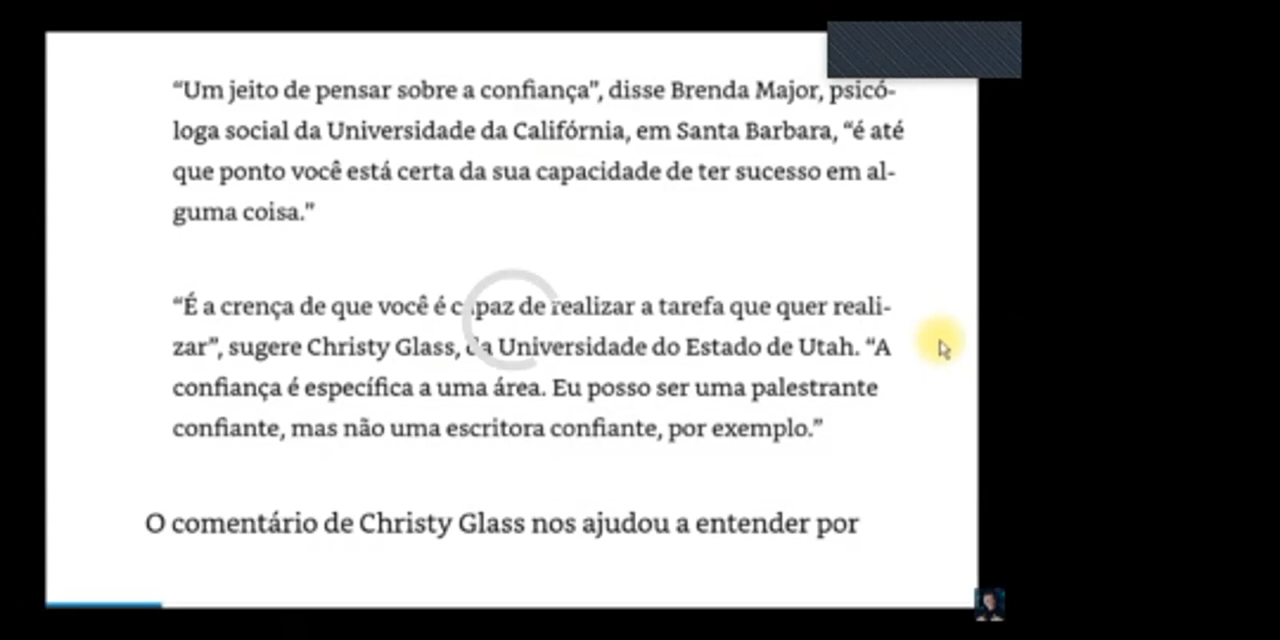 “Um jeito de pensar sobre a confiança”, disse Brenda Major, psicó-
loga social da Universidade da Califórnia, em Santa Barbara, “é até
que ponto você está certa da sua capacidade de ter sucesso em al-
guma coisa.”
“É a crença de que você é capaz de realizar a tarefa que quer reali-
zar”, sugere Christy Glass, da Universidade do Estado de Utah. “A
confiança é específica a uma área. Eu posso ser uma palestrante
confiante, mas não uma escritora confiante, por exemplo.”
O comentário de Christy Glass nos ajudou a entender por